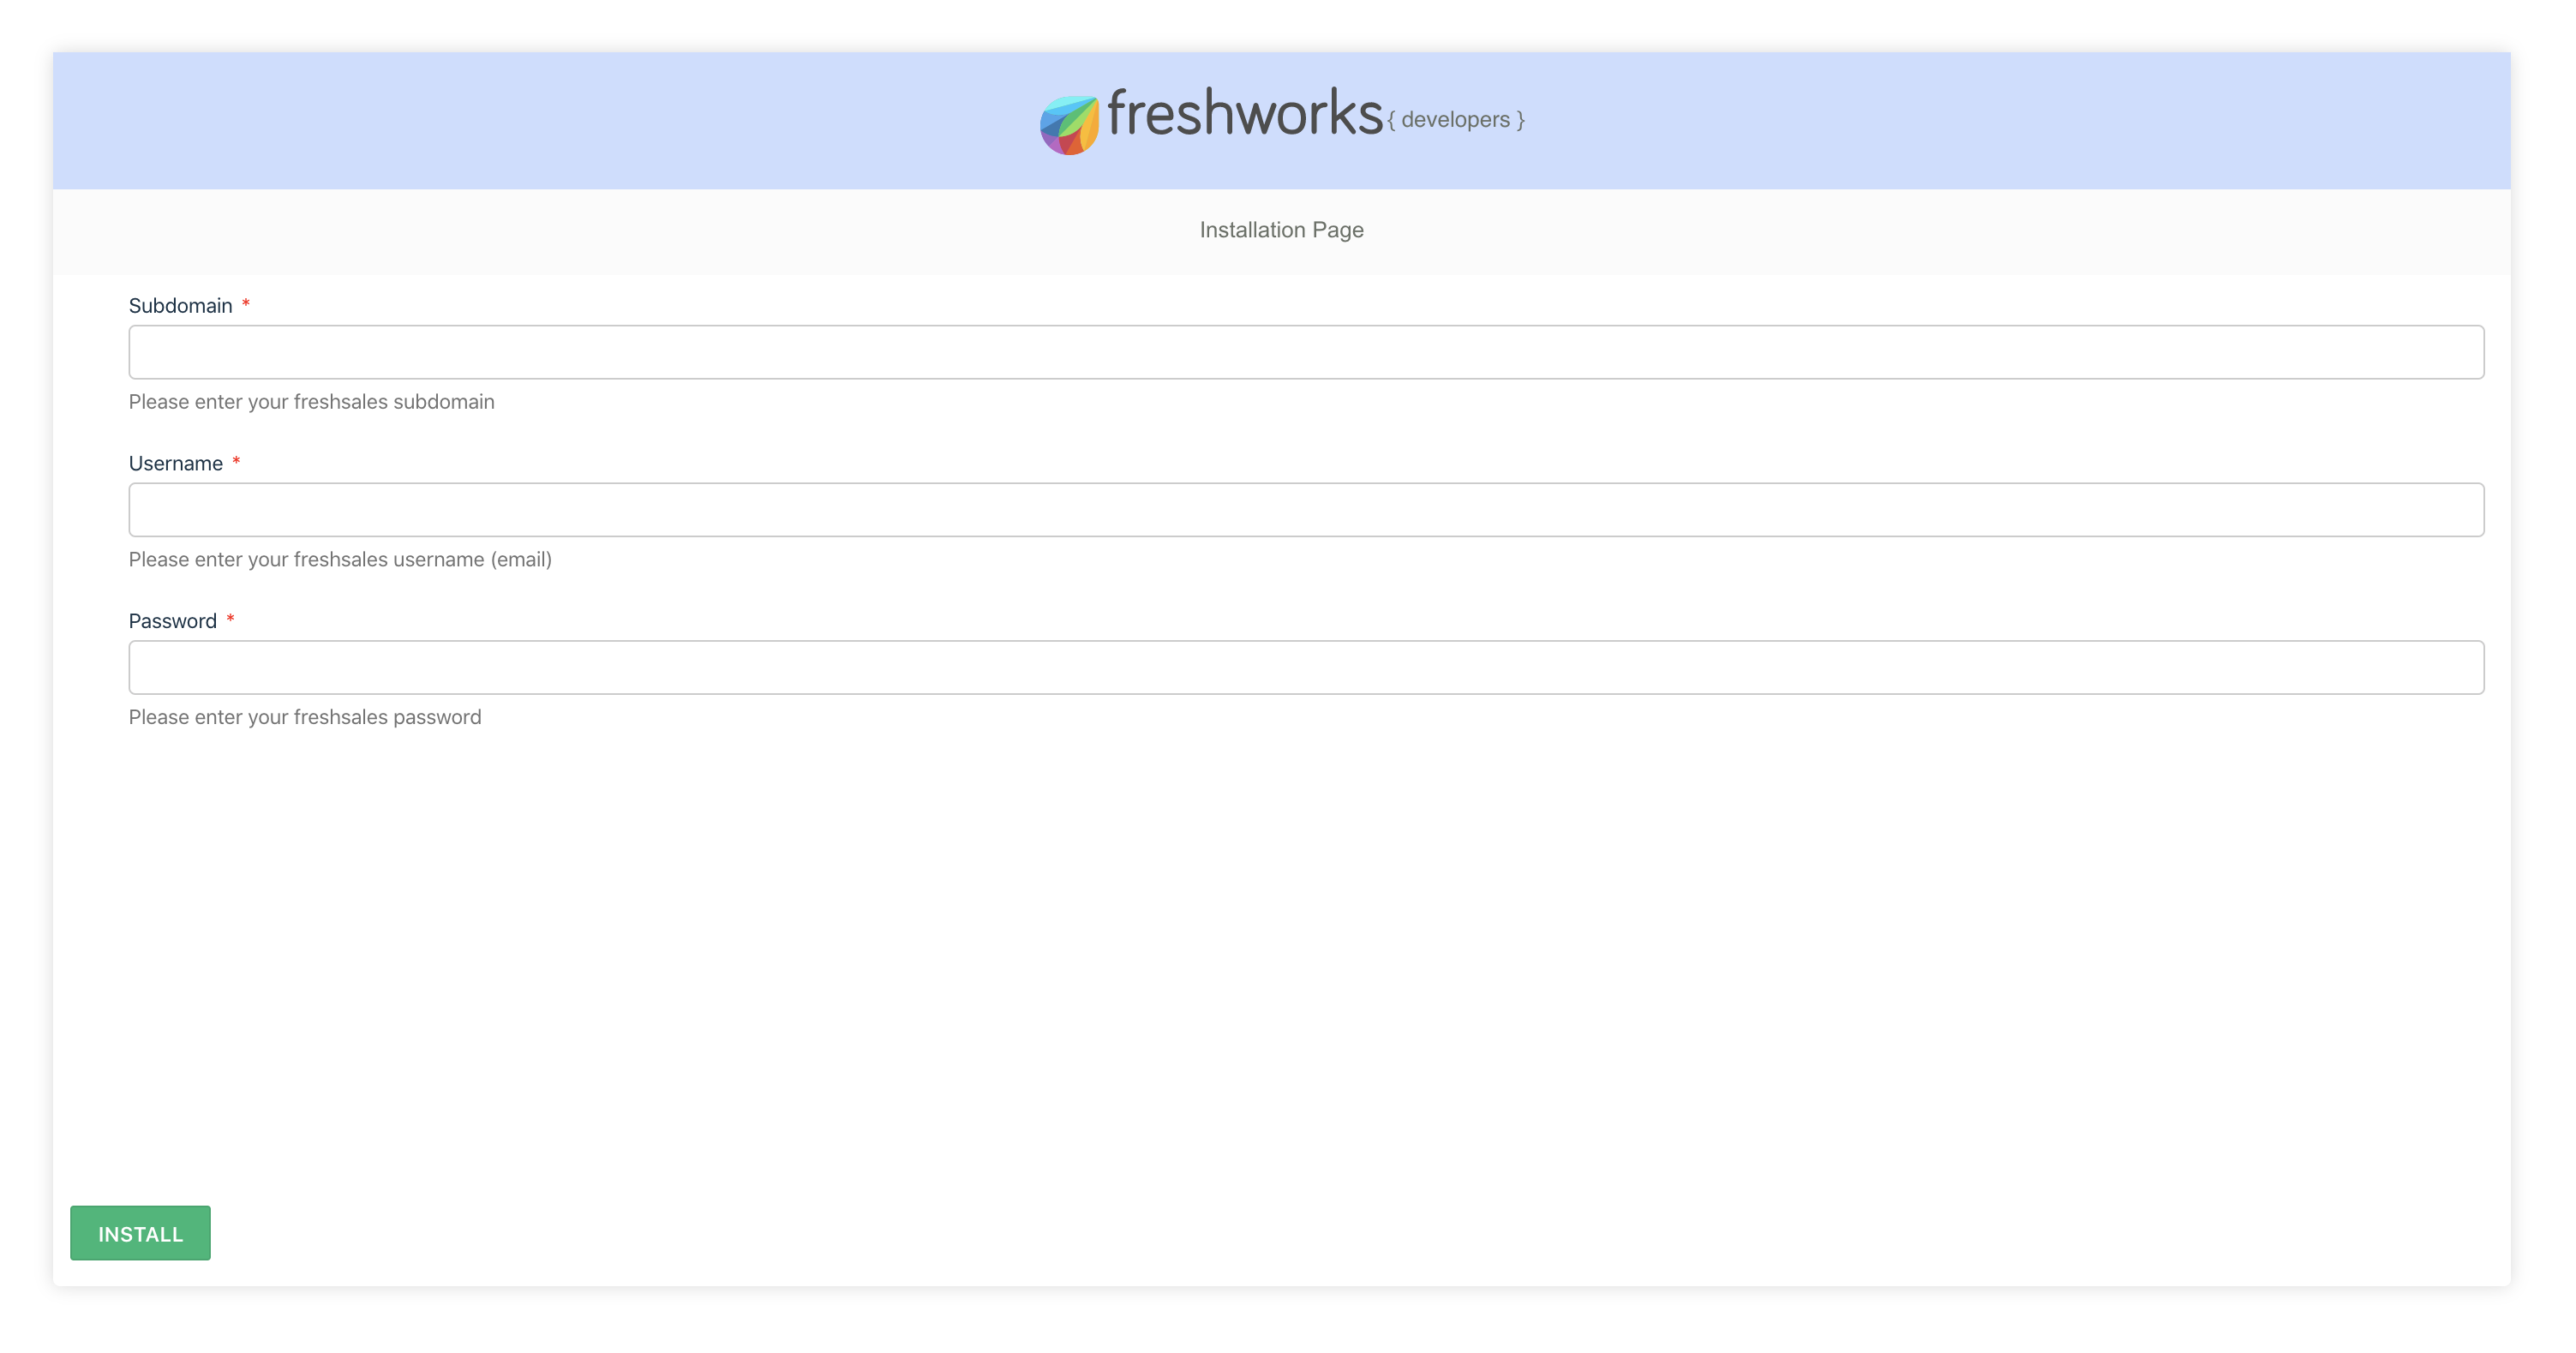 freshworks { developers }
Installation Page
Subdomain *
Please enter your freshsales subdomain
Username *
Please enter your freshsales username (email)
Password *
Please enter your freshsales password
INSTALL